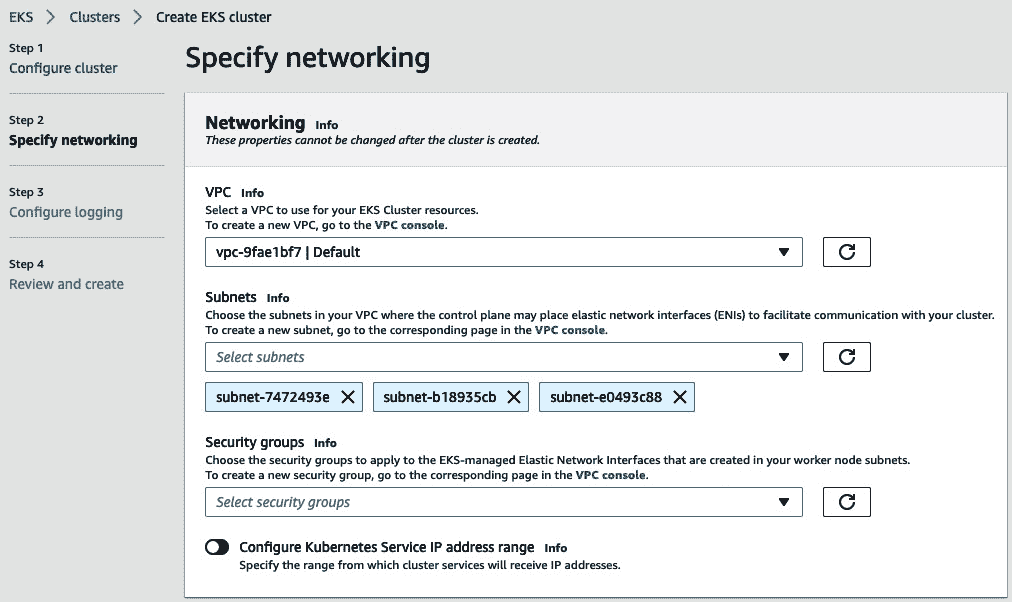 EKS > Clusters > Create EKS cluster
Step 1
Configure cluster
Step 2
Specify networking
Step 3
Configure logging
Step 4
Review and create
Specify networking
Networking Info
These properties cannot be changed after the cluster is created.
VPC Info
Select a VPC to use for your EKS Cluster resources.
To create a new VPC, go to the VPC console.
vpc-9fae1bf7 | Default
Subnets Info
Choose the subnets in your VPC where the control plane may place elastic network interfaces (ENIs) to facilitate communication with your cluster.
To create a new subnet, go to the corresponding page in the VPC console.
Select subnets
subnet-7472493e subnet-b18935cb subnet-e0493c88
Security groups Info
Choose the security groups to apply to the EKS-managed Elastic Network Interfaces that are created in your worker node subnets.
To create a new security group, go to the corresponding page in the VPC console.
Select security groups
Configure Kubernetes Service IP address range Info
Specify the range from which cluster services will receive IP addresses.